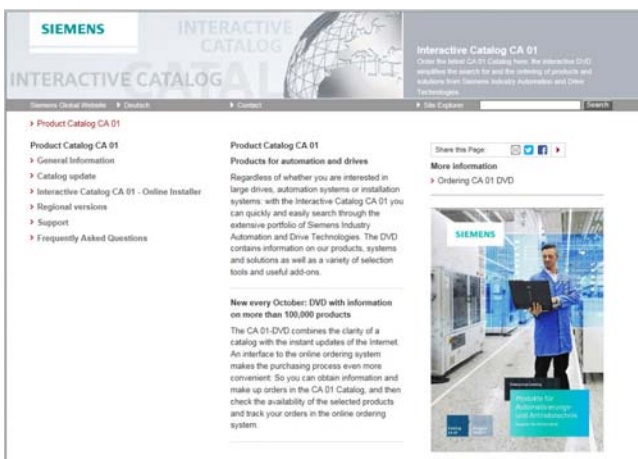 SIEMENS
INTERACTIVE
CATALOG
INTERACTIVE CATALOG
CATAL
Interactive Catalog CA 01
Order the latest CA 01 Catalog here: the interactive DVD
simplifies the search for and the ordering of products and
solutions from Siemens Industry Automation and Drive
Technologies
Siemens Global Website
Deutsch
Contact
Site Explorer
Search
Product Catalog CA 01
Product Catalog CA 01
General Information
Catalog update
Interactive Catalog CA 01 - Online Installer
Regional versions
Support
Frequently Asked Questions
Product Catalog CA 01
Products for automation and drives
Regardless of whether you are interested in
large drives, automation systems or installation
systems: with the Interactive Catalog CA 01 you
can quickly and easily search through the
extensive portfolio of Siemens Industry
Automation and Drive Technologies. The DVD
contains information on our products, systems
and solutions as well as a variety of selection
tools and useful add-ons.
New every October: DVD with information
on more than 100,000 products
The CA 01-DVD combines the clarity of a
catalog with the instant updates of the Internet.
An interface to the online ordering system
makes the purchasing process even more
convenient: So you can obtain information and
make up orders in the CA 01 Catalog, and then
check the availability of the selected products
and track your orders in the online ordering
system.
Share this Page:
More information
Ordering CA 01 DVD
SIEMENS
Produkte für
Automatisierungs-
und Antriebstechnik